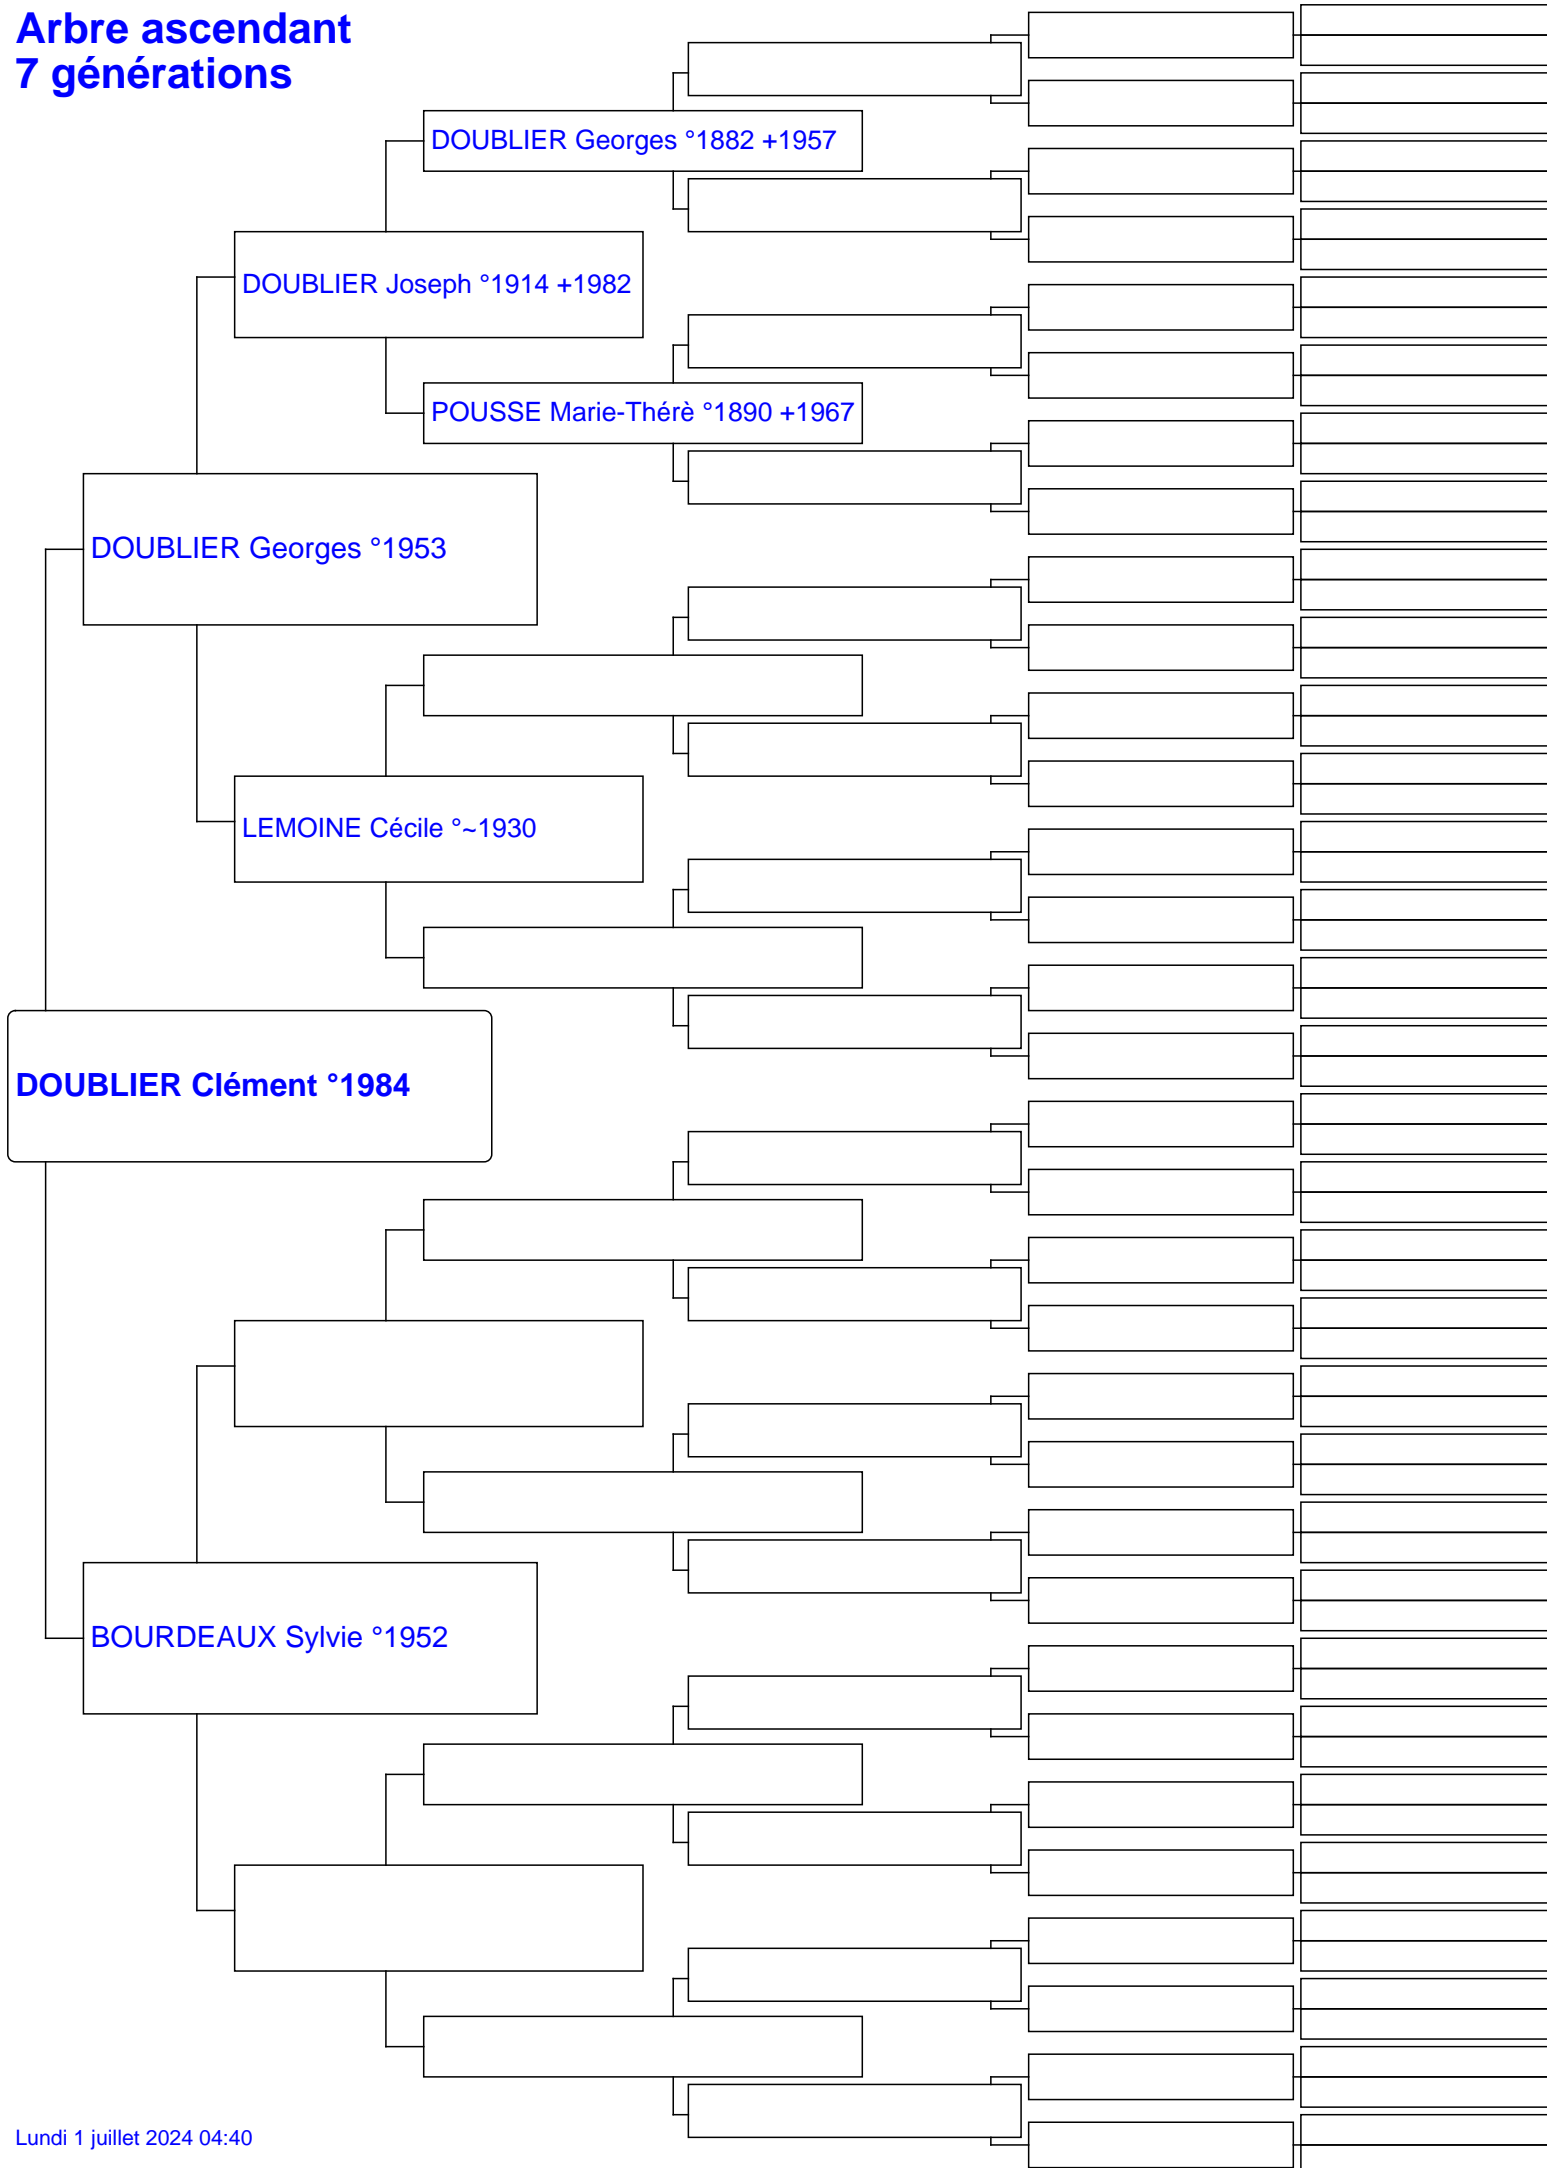 Arbre ascendant
7 générations
DOUBLIER Georges °1882 +1957
DOUBLIER Joseph °1914 +1982
POUSSE Marie-Thérè °1890 +1967
DOUBLIER Georges °1953
LEMOINE Cécile °~1930
DOUBLIER Clément °1984
BOURDEAUX Sylvie °1952
Lundi 1 juillet 2024 04:40